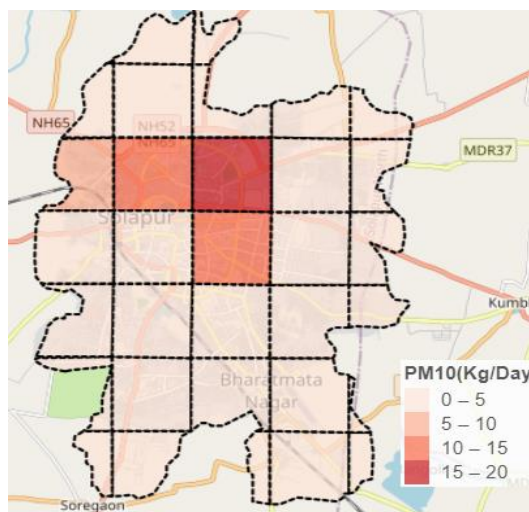 NH65
NH52
NH65
MDR37
Solapur
Kumb
PM10(Kg/Day
0 – 5
5 – 10
10 – 15
15 – 20
Bharatmata
Nagar
Soregaon